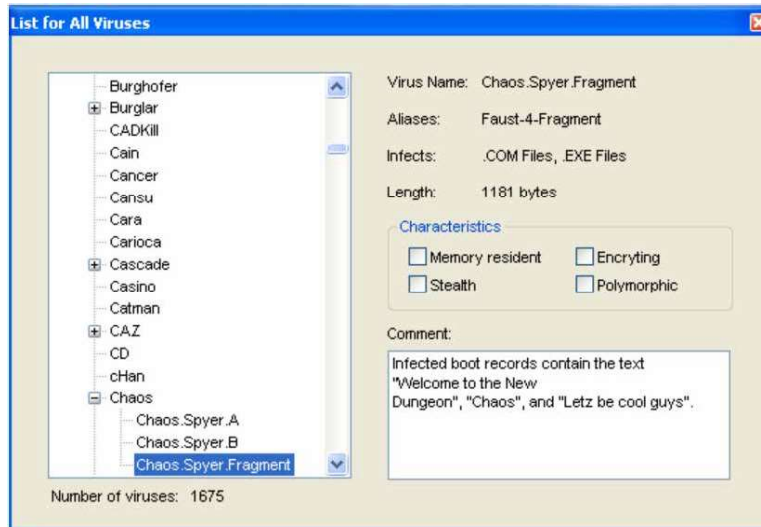 List for All Viruses
Burghofer
Burglar
CADKill
Cain
Cancer
Cansu
Cara
Carioca
Cascade
Casino
Catman
CAZ
CD
cHan
Chaos
Chaos.Spyer.A
Chaos.Spyer.B
Chaos.Spyer.Fragment
Number of viruses: 1675
Virus Name: Chaos.Spyer.Fragment
Aliases: Faust-4-Fragment
Infects: .COM Files, .EXE Files
Length: 1181 bytes
Characteristics
Memory resident
Encryting
Stealth
Polymorphic
Comment:
Infected boot records contain the text
"Welcome to the New
Dungeon", "Chaos", and "Letz be cool guys".